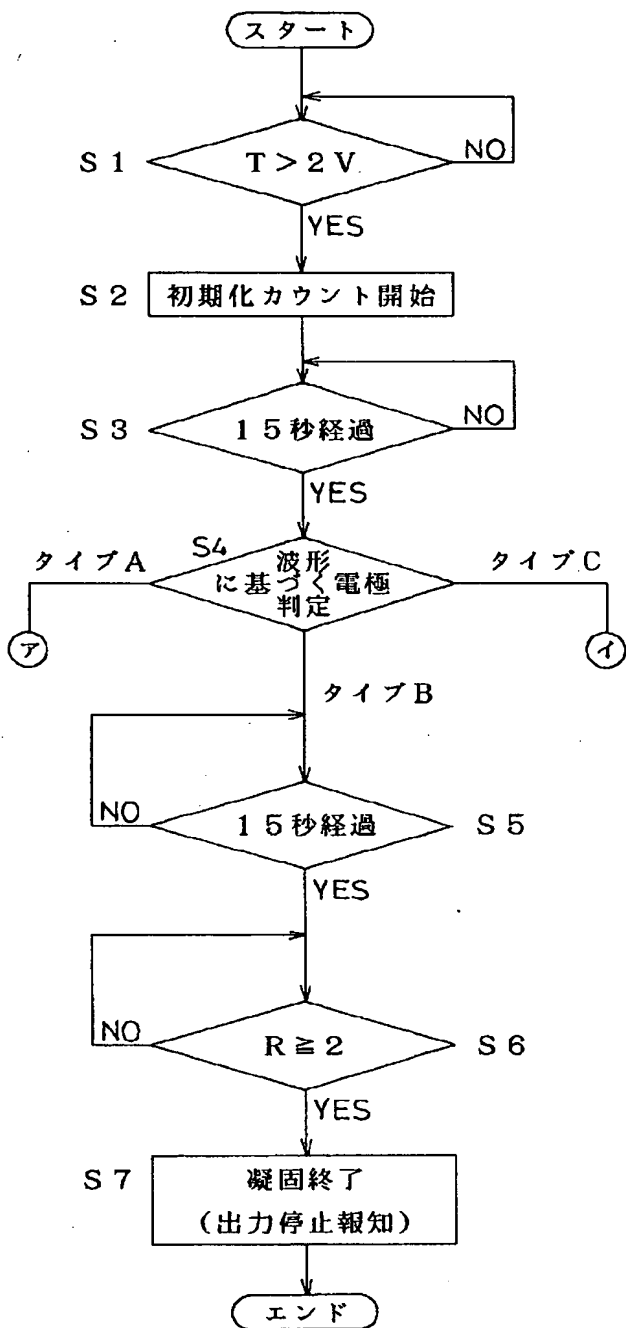 スタート
S1
T>2V
NO
YES
S2
初期化カウント開始
S3
15秒経過
NO
YES
タイプA
S4
波形
に基づく電極
判定
タイプC
ア
イ
タイプB
NO
15秒経過
S5
YES
NO
R≧2
S6
YES
S7
凝固終了
(出力停止報知)
エンド